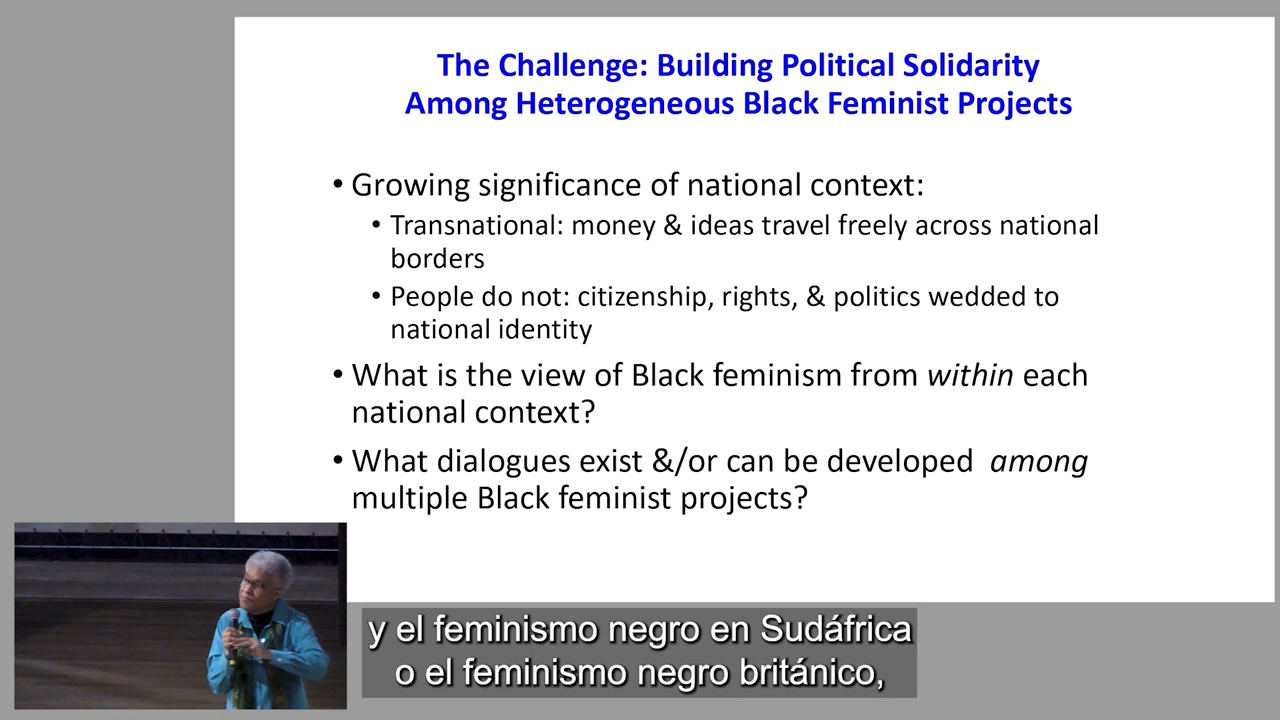 The Challenge: Building Political Solidarity
Among Heterogeneous Black Feminist Projects
• Growing significance of national context:
• Transnational: money & ideas travel freely across national
borders
• People do not: citizenship, rights, & politics wedded to
national identity
• What is the view of Black feminism from within each
national context?
• What dialogues exist &/or can be developed among
multiple Black feminist projects?
y el feminismo negro en Sudáfrica
o el feminismo negro británico,